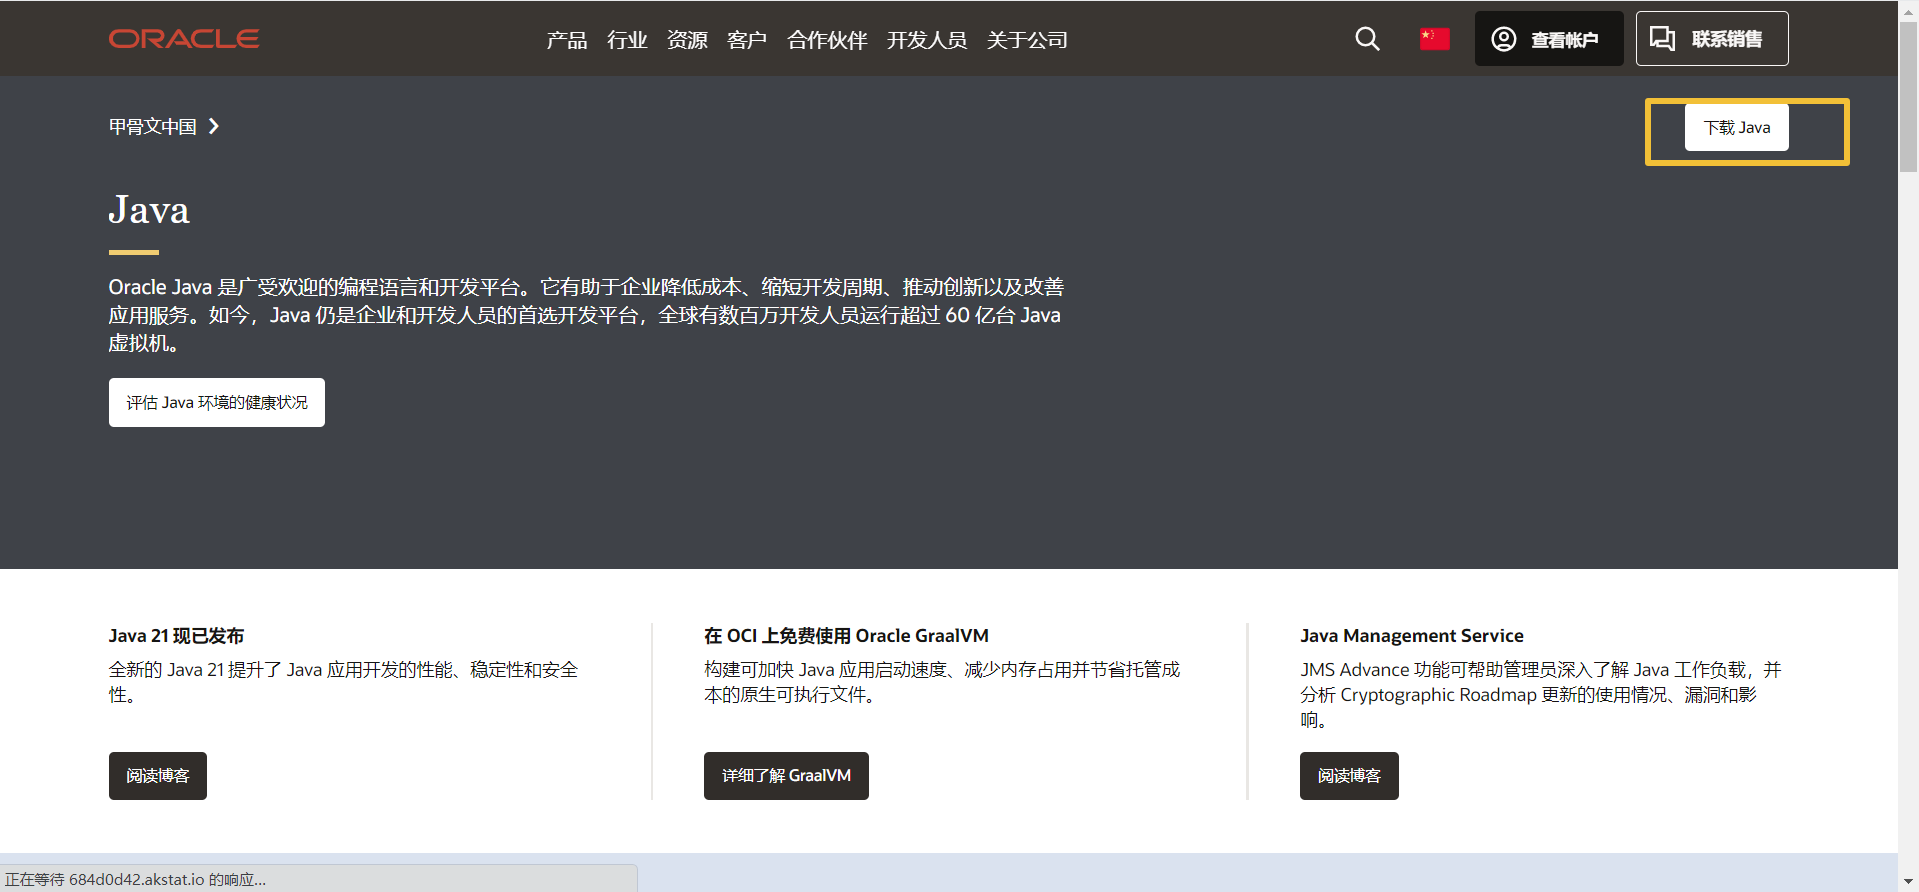 ORACLE
产品 行业 资源 客户 合作伙伴 开发人员 关于公司
查看帐户
联系销售
甲骨文中国
下载 Java
Java
Oracle Java 是广受欢迎的编程语言和开发平台。它有助于企业降低成本、缩短开发周期、推动创新以及改善
应用服务。如今，Java 仍是企业和开发人员的首选开发平台，全球有数百万开发人员运行超过 60 亿台 Java
虚拟机。
评估 Java 环境的健康状况
Java 21 现已发布
全新的 Java 21 提升了 Java 应用开发的性能、稳定性和安全
性。
阅读博客
在 OCI 上免费使用 Oracle GraalVM
构建可加快 Java 应用启动速度、减少内存占用并节省托管成
本的原生可执行文件。
详细了解 GraalVM
Java Management Service
JMS Advance 功能可帮助管理员深入了解 Java 工作负载，并
分析 Cryptographic Roadmap 更新的使用情况、漏洞和影
响。
阅读博客
正在等待 684d0d42.akstat.io 的响应...